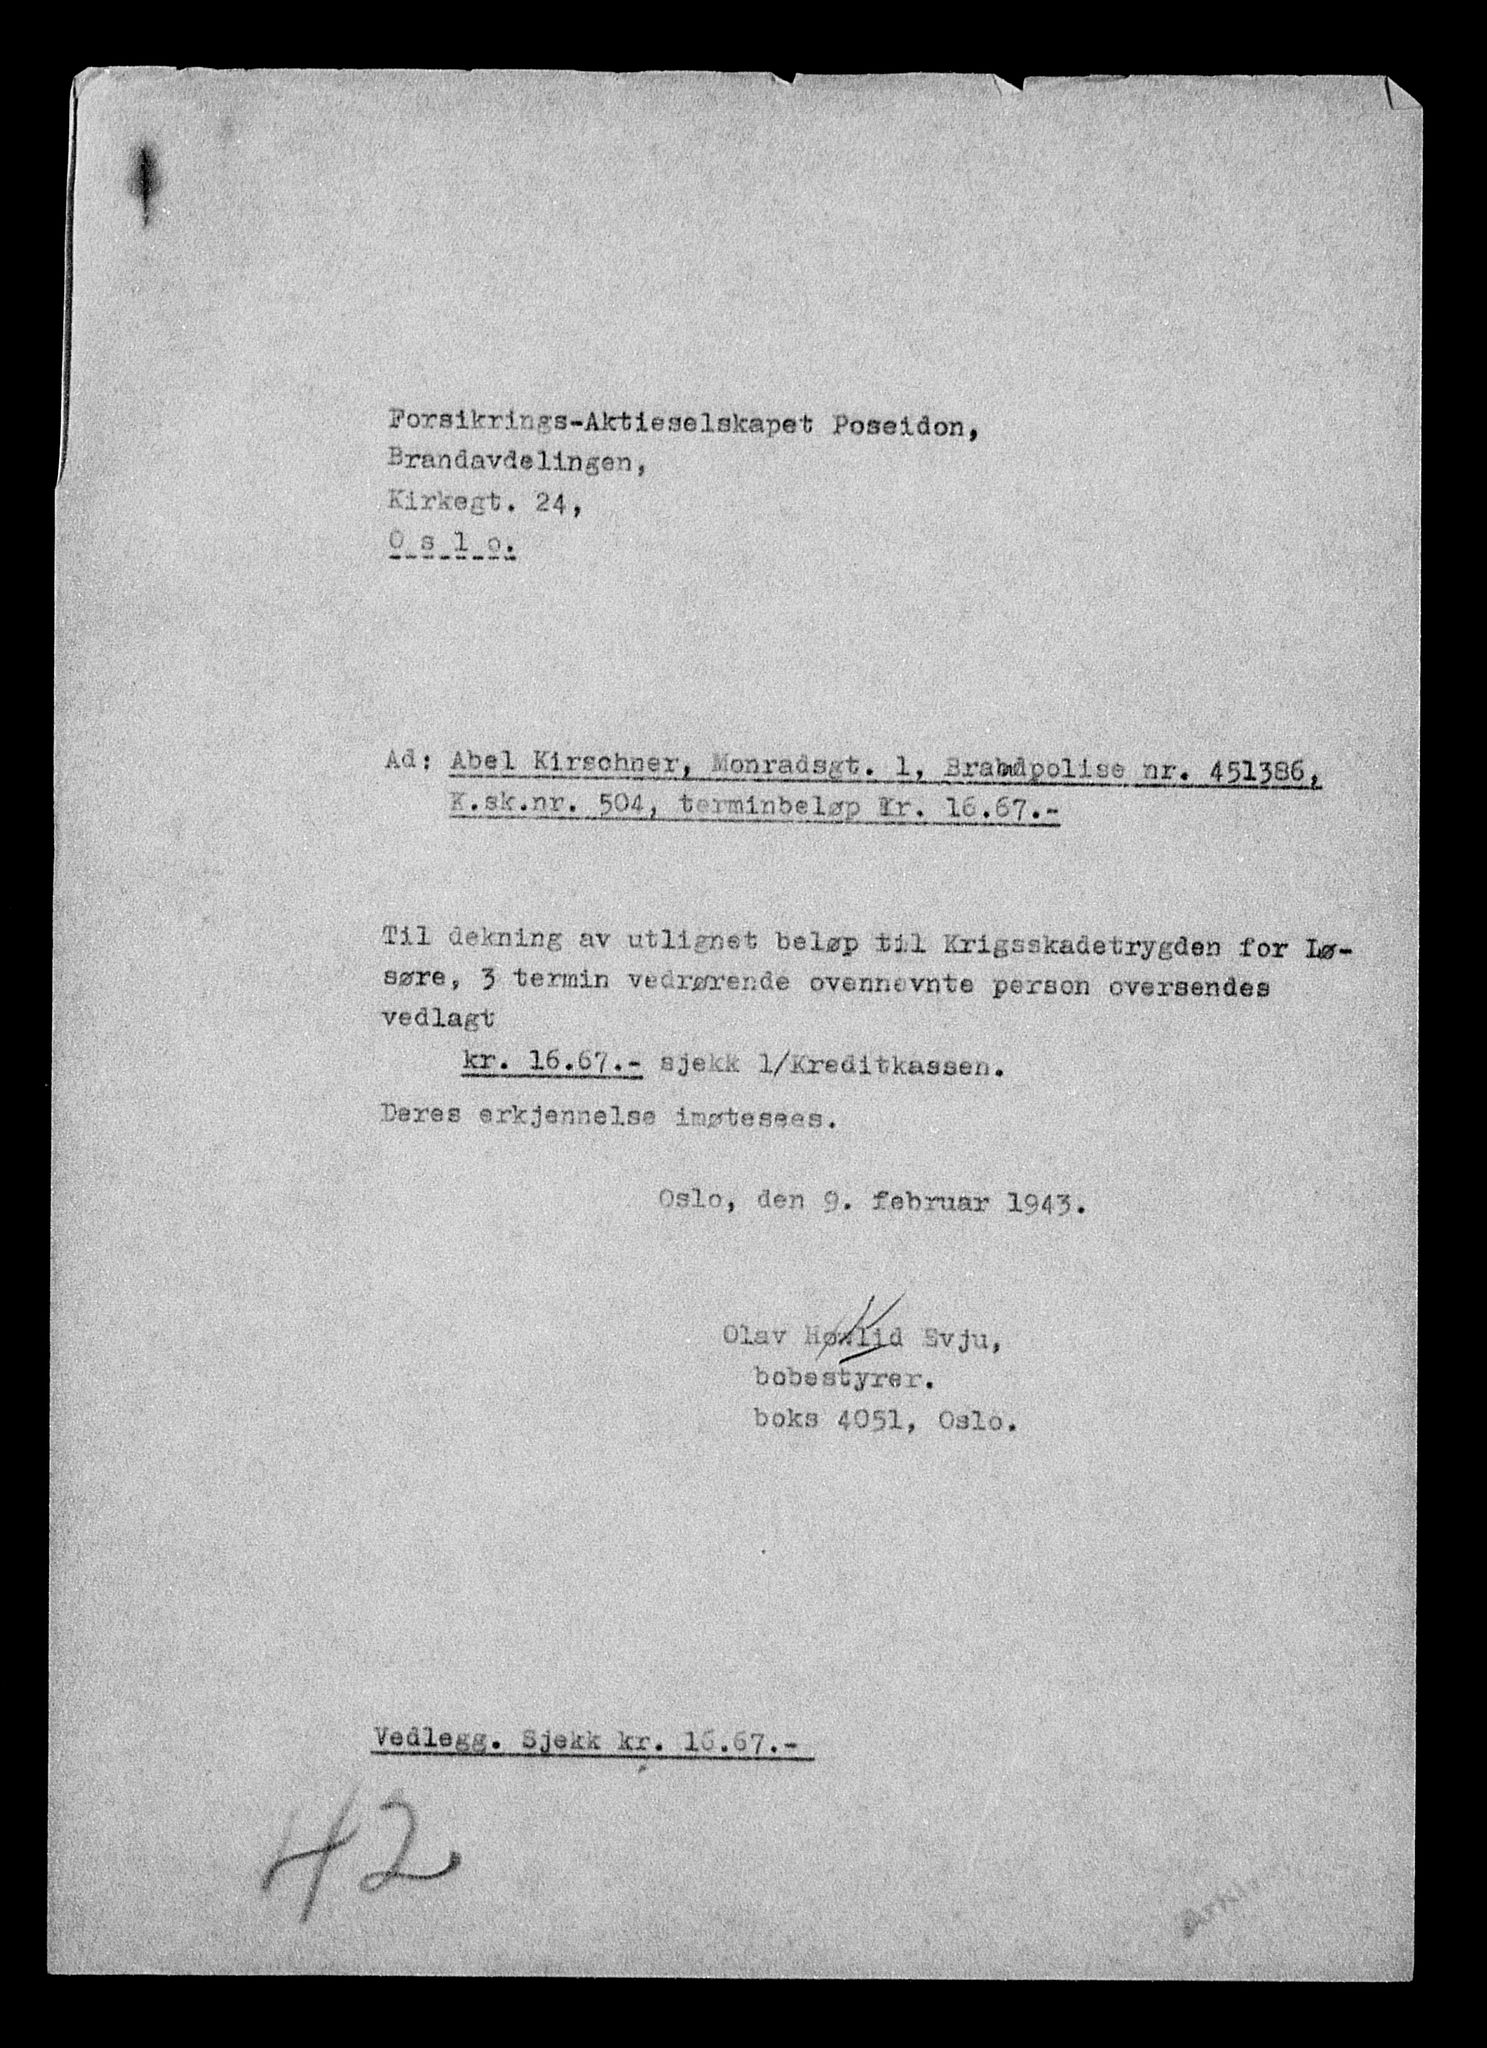 Forsikrings-Aktieselskapet Poseidon,
Brandavdelingen,
Kirkegt. 24,
O s l o.
Ad: Abel Kirschner, Monradsgt. 1, Brandpolise nr. 451386,
K.sk.nr. 504, terminbeløp kr. 16.67.-
Til dekning av utlignet beløp til Krigsskadetrygden for Lø-
søre, 3 termin vedrørende ovennevnte person oversendes
vedlagt
kr. 16.67.- sjekk 1/Kreditkassen.
Deres erkjennelse imøtesees.
Oslo, den 9. februar 1943.
Olav Høvlid Evju,
bobestyrer.
boks 4051, Oslo.
Vedlegg. Sjekk kr. 16.67.-
42